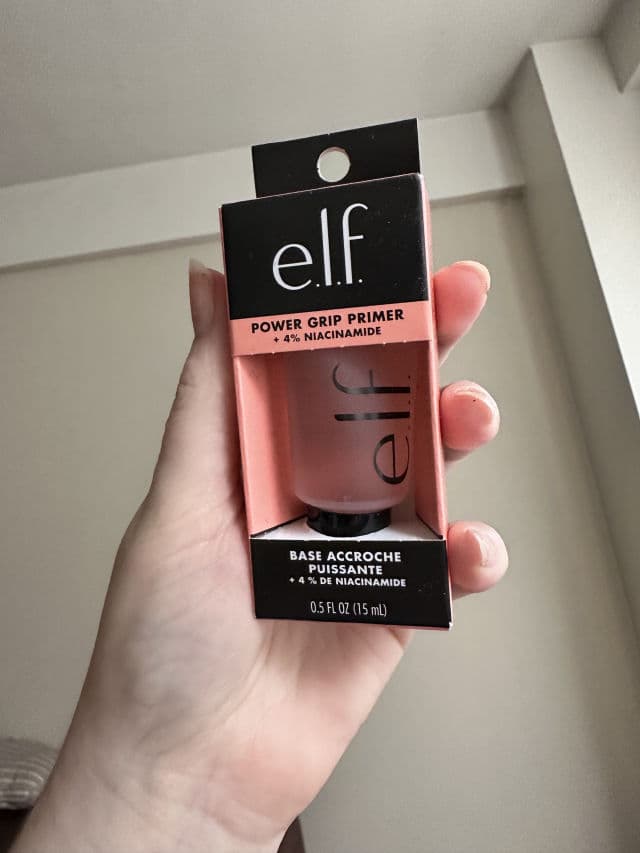 e.l.f.
POWER GRIP PRIMER
+ 4% NIACINAMIDE
e.l.f.
BASE ACCROCHE
PUISSANTE
+ 4 % DE NIACINAMIDE
0.5 FL OZ (15 mL)